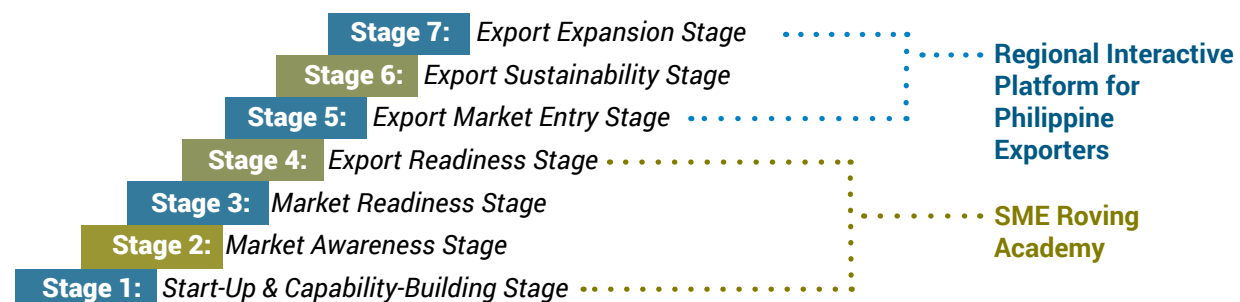 Stage 7: Export Expansion Stage
Stage 6: Export Sustainability Stage
Stage 5: Export Market Entry Stage
Stage 4: Export Readiness Stage
Stage 3: Market Readiness Stage
Stage 2: Market Awareness Stage
Stage 1: Start-Up & Capability-Building Stage
Regional Interactive
Platform for
Philippine
Exporters
SME Roving
Academy